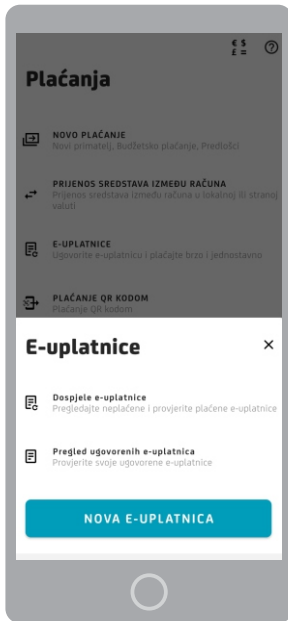 € $
£ =
?
Plaćanja
NOVO PLAĆANJE
Novi primatelj, Budžetsko plaćanje, Predlošci
PRIJENOS SREDSTAVA IZMEĐU RAČUNA
Prijenos sredstava između računa u lokalnoj ili stranoj
valuti
E-UPLATNICE
Ugovorite e-uplatnicu i plaćajte brzo i jednostavno
PLAĆANJE QR KODOM
Plaćanje QR kodom
E-uplatnice
Dospjele e-uplatnice
Pregledajte neplaćene i provjerite plaćene e-uplatnice
Pregled ugovorenih e-uplatnica
Provjerite svoje ugovorene e-uplatnice
NOVA E-UPLATNICA